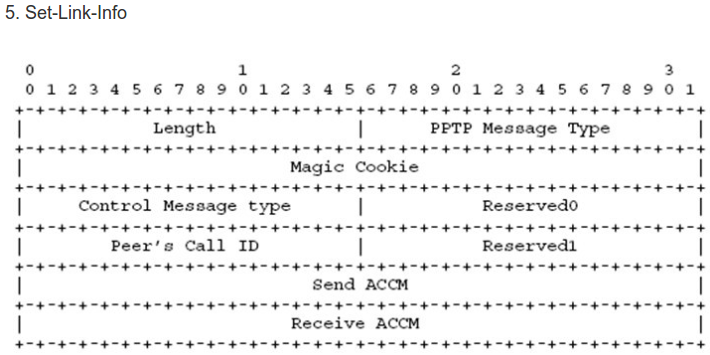 5. Set-Link-Info
0 1 2 3
0 1 2 3 4 5 6 7 8 9 0 1 2 3 4 5 6 7 8 9 0 1 2 3 4 5 6 7 8 9 0 1
+-+-+-+-+-+-+-+-+-+-+-+-+-+-+-+-+-+-+-+-+-+-+-+-+-+-+-+-+-+-+-+-+
| Length | PPTP Message Type |
+-+-+-+-+-+-+-+-+-+-+-+-+-+-+-+-+-+-+-+-+-+-+-+-+-+-+-+-+-+-+-+-+
| Magic Cookie |
+-+-+-+-+-+-+-+-+-+-+-+-+-+-+-+-+-+-+-+-+-+-+-+-+-+-+-+-+-+-+-+-+
| Control Message type | Reserved0 |
+-+-+-+-+-+-+-+-+-+-+-+-+-+-+-+-+-+-+-+-+-+-+-+-+-+-+-+-+-+-+-+-+
| Peer's Call ID | Reserved1 |
+-+-+-+-+-+-+-+-+-+-+-+-+-+-+-+-+-+-+-+-+-+-+-+-+-+-+-+-+-+-+-+-+
| Send ACCM |
+-+-+-+-+-+-+-+-+-+-+-+-+-+-+-+-+-+-+-+-+-+-+-+-+-+-+-+-+-+-+-+-+
| Receive ACCM |
+-+-+-+-+-+-+-+-+-+-+-+-+-+-+-+-+-+-+-+-+-+-+-+-+-+-+-+-+-+-+-+-+